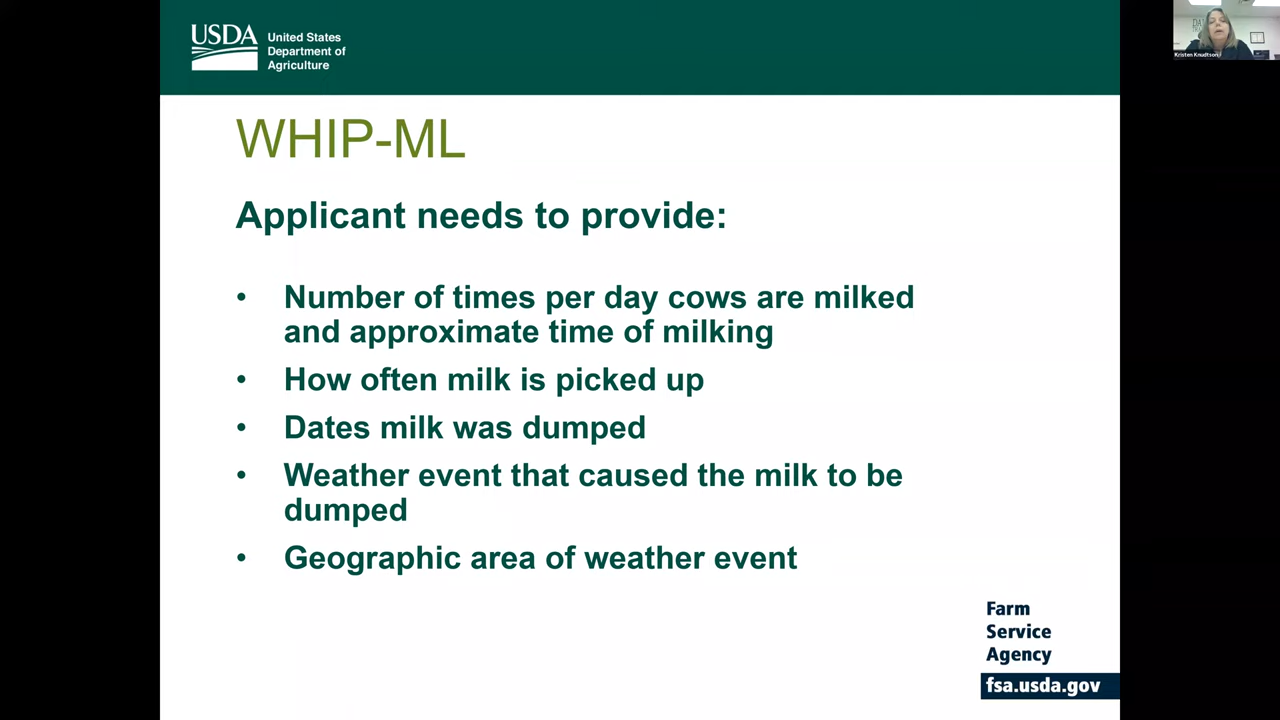 USDA
United States
Department of
Agriculture
Kristen Knudtson
WHIP-ML
Applicant needs to provide:
• Number of times per day cows are milked
and approximate time of milking
• How often milk is picked up
• Dates milk was dumped
• Weather event that caused the milk to be
dumped
• Geographic area of weather event
Farm
Service
Agency
fsa.usda.gov